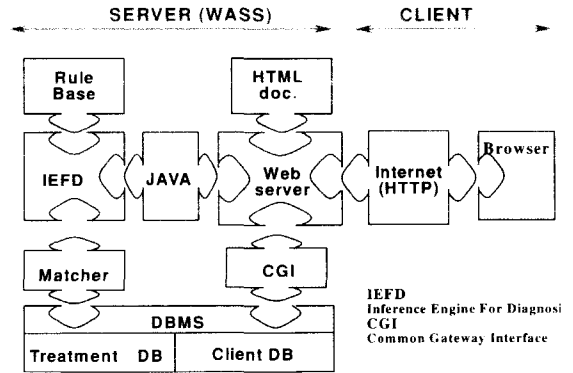 SERVER (WASS)
CLIENT
Rule
Base
HTML
doc.
IEFD
JAVA
Web
server
Internet
(HTTP)
Browser
Matcher
CGI
DBMS
Treatment DB
Client DB
IEFD
Inference Engine For Diagnosi
CGI
Common Gateway Interface